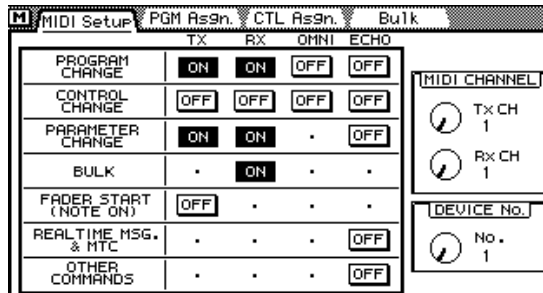 M MIDI Setup PGM Asgn. CTL Asgn. Bulk
TX RX OMNI ECHO
PROGRAM CHANGE ON ON OFF OFF
CONTROL CHANGE OFF OFF OFF OFF
PARAMETER CHANGE ON ON · OFF
BULK · ON · ·
FADER START (NOTE ON) OFF · · ·
REALTIME MSG. & MTC · · · OFF
OTHER COMMANDS · · · OFF
MIDI CHANNEL
Tx CH
1
Rx CH
1
DEVICE No.
No.
1